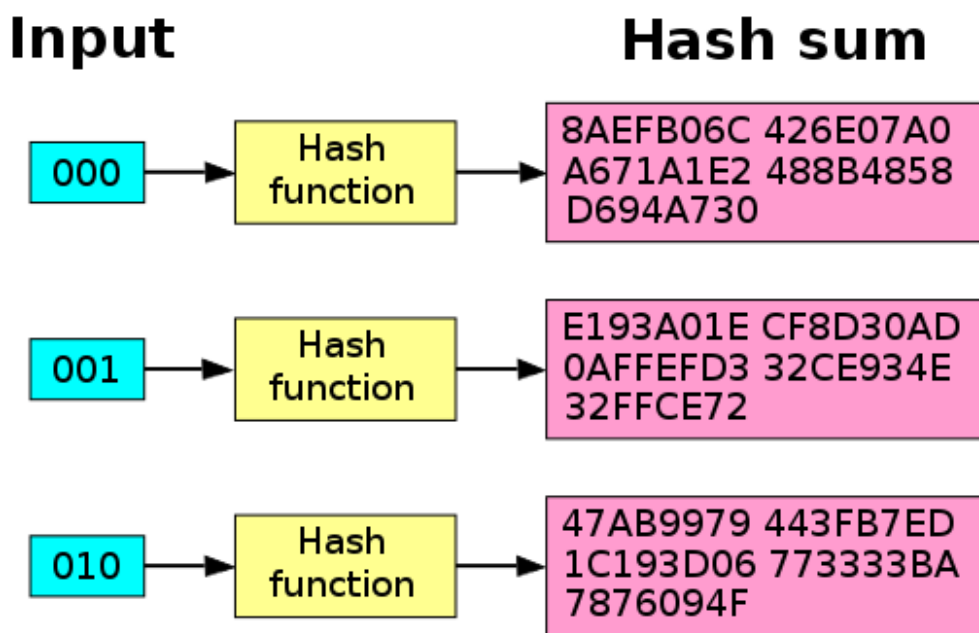 Input
Hash sum
000
Hash
function
8AEFB06C 426E07A0
A671A1E2 488B4858
D694A730
001
Hash
function
E193A01E CF8D30AD
0AFFEFD3 32CE934E
32FFCE72
010
Hash
function
47AB9979 443FB7ED
1C193D06 773333BA
7876094F